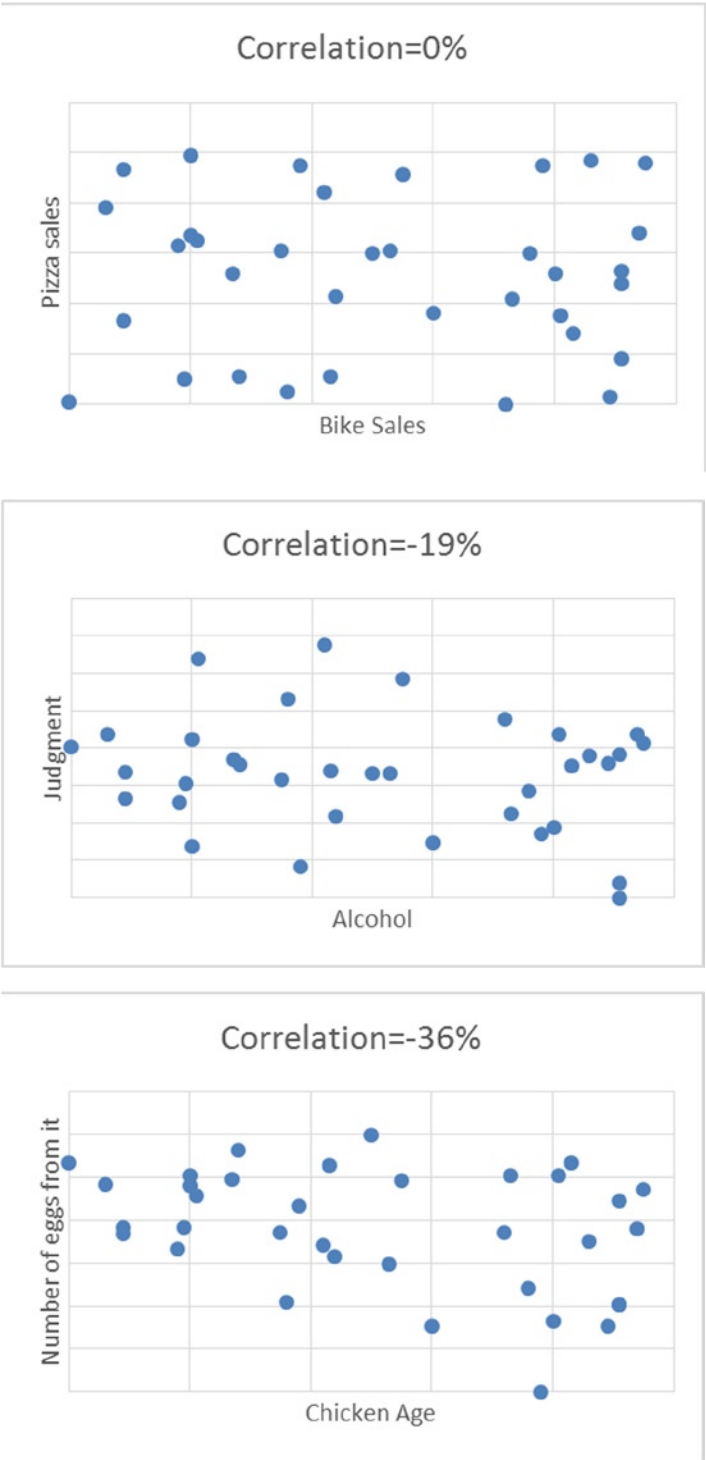 Correlation=0%
Pizza sales
Bike Sales
Correlation=-19%
Judgment
Alcohol
Correlation=-36%
Number of eggs from it
Chicken Age